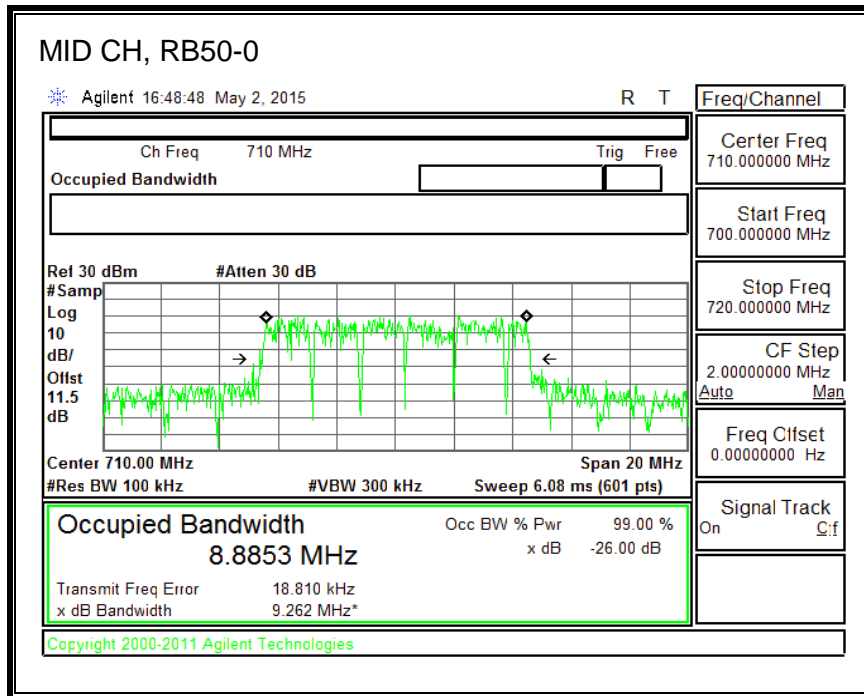 MID CH, RB50-0
Agilent 16:48:48 May 2, 2015 R T
Ch Freq 710 MHz Trig Free
Occupied Bandwidth
Ref 30 dBm #Atten 30 dB
#Samp
Log
10
dB/
Offst
11.5
dB
Center 710.00 MHz Span 20 MHz
#Res BW 100 kHz #VBW 300 kHz Sweep 6.08 ms (601 pts)
Occupied Bandwidth Occ BW % Pwr 99.00 %
8.8853 MHz x dB -26.00 dB
Transmit Freq Error 18.810 kHz
x dB Bandwidth 9.262 MHz*
Copyright 2000-2011 Agilent Technologies
Freq/Channel
Certer Freq
710.000000 MHz
Start Freq
700.000000 MHz
Stop Freq
720.000000 MHz
CF Step
2.00000000 MHz
Auto Man
Freq Offset
0.00000000 Hz
Signal Track
On